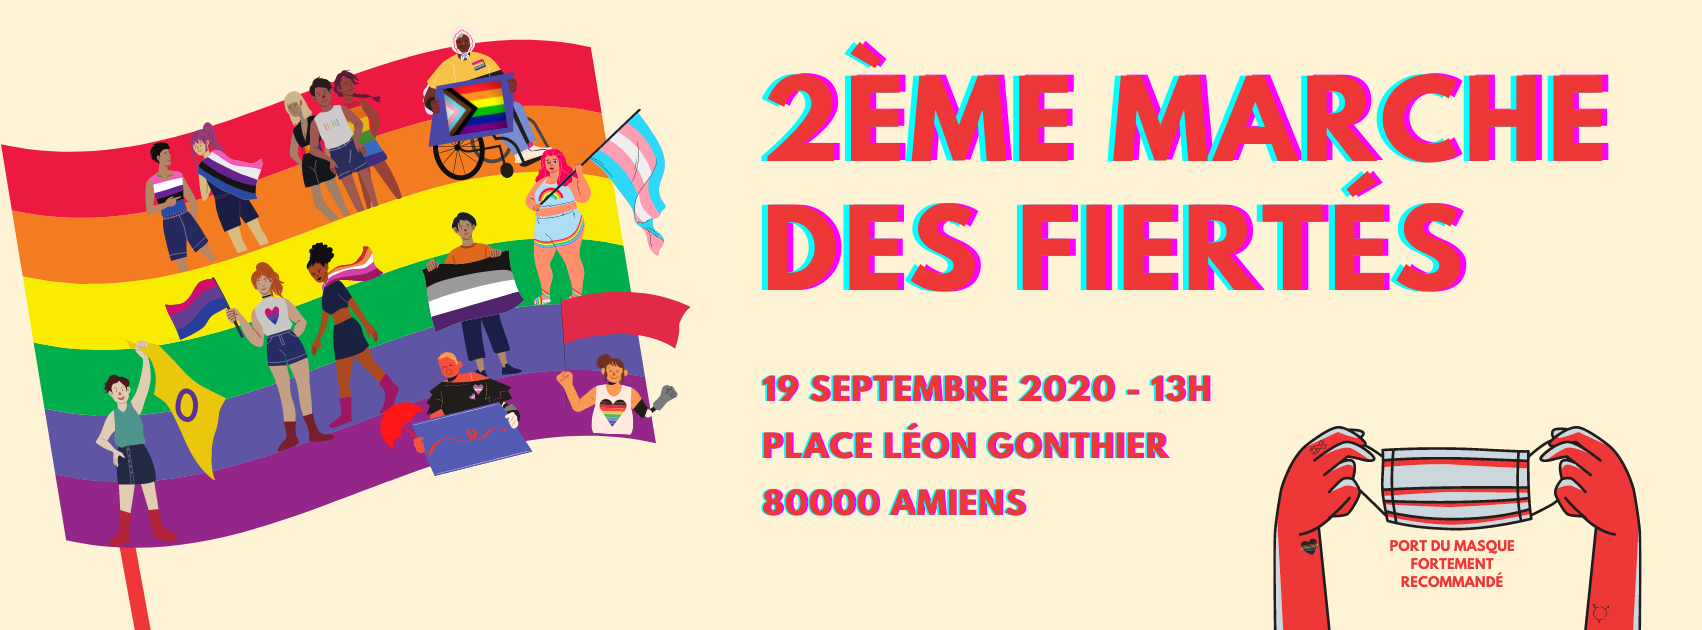 2ÈME MARCHE
DES FIERTÉS
19 SEPTEMBRE 2020 - 13H
PLACE LÉON GONTHIER
80000 AMIENS
PORT DU MASQUE
FORTEMENT
RECOMMANDÉ